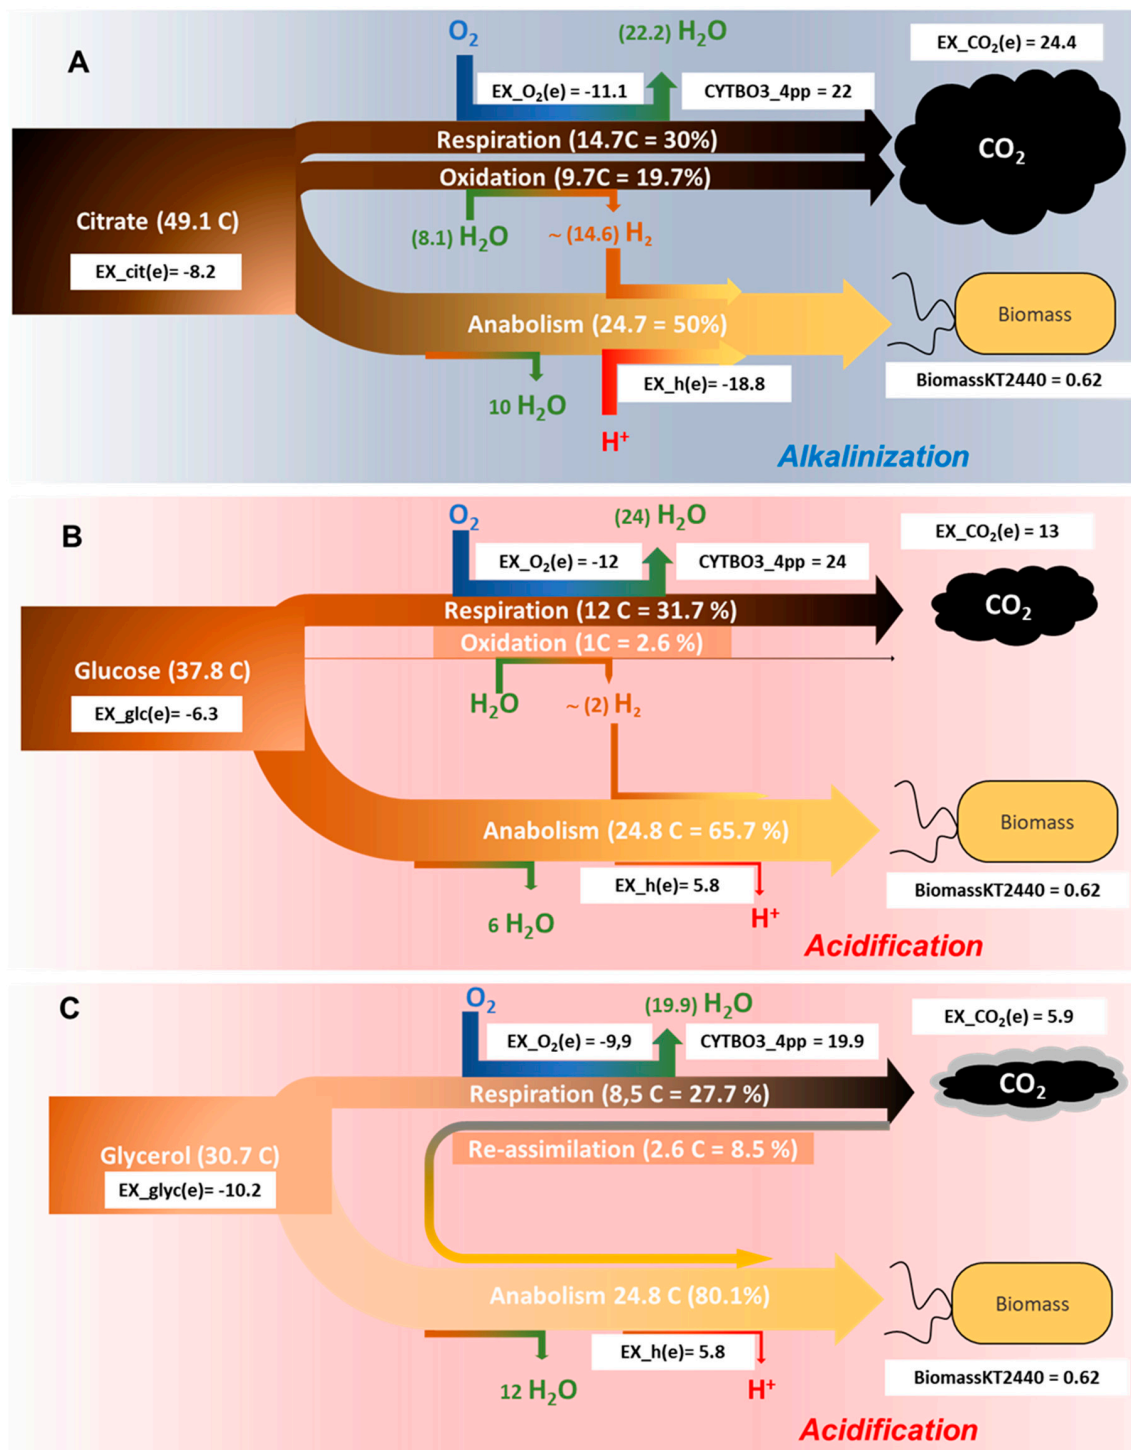 A
O₂
(22.2) H₂O
EX_CO₂(e) = 24.4
EX_O₂(e) = -11.1
CYTBO3_4pp = 22
Respiration (14.7C = 30%)
CO₂
Oxidation (9.7C = 19.7%)
Citrate (49.1 C)
(8.1) H₂O
~ (14.6) H₂
EX_cit(e)= -8.2
Anabolism (24.7 = 50%)
Biomass
EX_h(e)= -18.8
BiomassKT2440 = 0.62
10 H₂O
H⁺
Alkalinization
B
O₂
(24) H₂O
EX_CO₂(e) = 13
EX_O₂(e) = -12
CYTBO3_4pp = 24
Respiration (12 C = 31.7 %)
CO₂
Oxidation (1C = 2.6 %)
Glucose (37.8 C)
H₂O
~ (2) H₂
EX_glc(e)= -6.3
Anabolism (24.8 C = 65.7 %)
Biomass
EX_h(e)= 5.8
BiomassKT2440 = 0.62
6 H₂O
H⁺
Acidification
C
O₂
(19.9) H₂O
EX_CO₂(e) = 5.9
EX_O₂(e) = -9,9
CYTBO3_4pp = 19.9
Respiration (8,5 C = 27.7 %)
CO₂
Re-assimilation (2.6 C = 8.5 %)
Glycerol (30.7 C)
EX_glyc(e)= -10.2
Anabolism 24.8 C (80.1%)
Biomass
EX_h(e)= 5.8
BiomassKT2440 = 0.62
12 H₂O
H⁺
Acidification